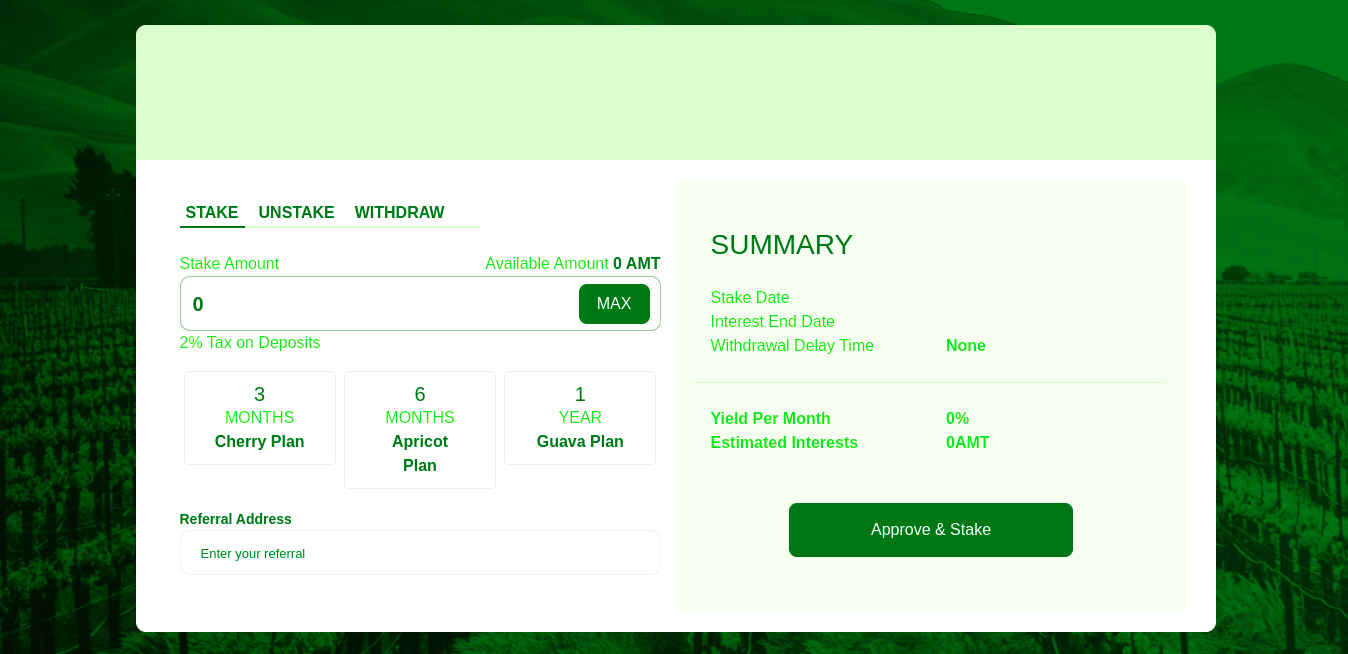 STAKE UNSTAKE WITHDRAW
Stake Amount Available Amount 0 AMT
0 MAX
2% Tax on Deposits
3
MONTHS
Cherry Plan
6
MONTHS
Apricot
Plan
1
YEAR
Guava Plan
Referral Address
Enter your referral
SUMMARY
Stake Date
Interest End Date
Withdrawal Delay Time None
Yield Per Month 0%
Estimated Interests 0AMT
Approve & Stake